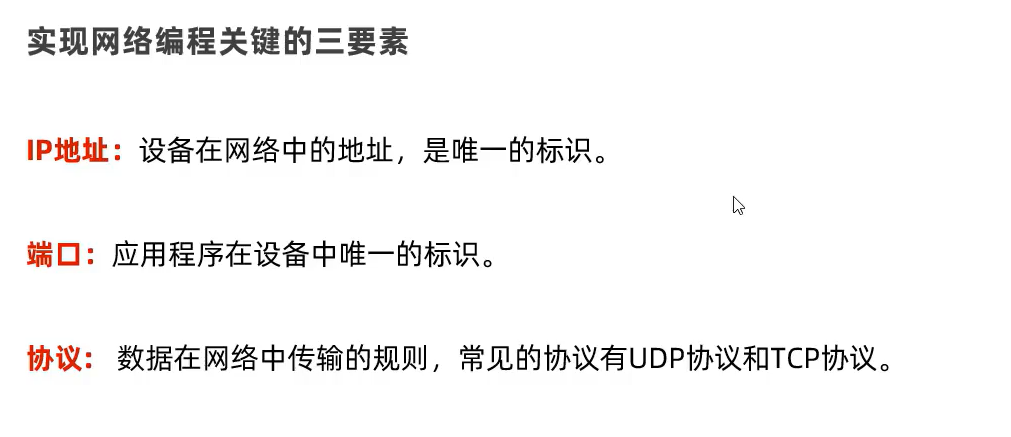 实现网络编程关键的三要素
IP地址：设备在网络中的地址，是唯一的标识。
端口：应用程序在设备中唯一的标识。
协议：数据在网络中传输的规则，常见的协议有UDP协议和TCP协议。